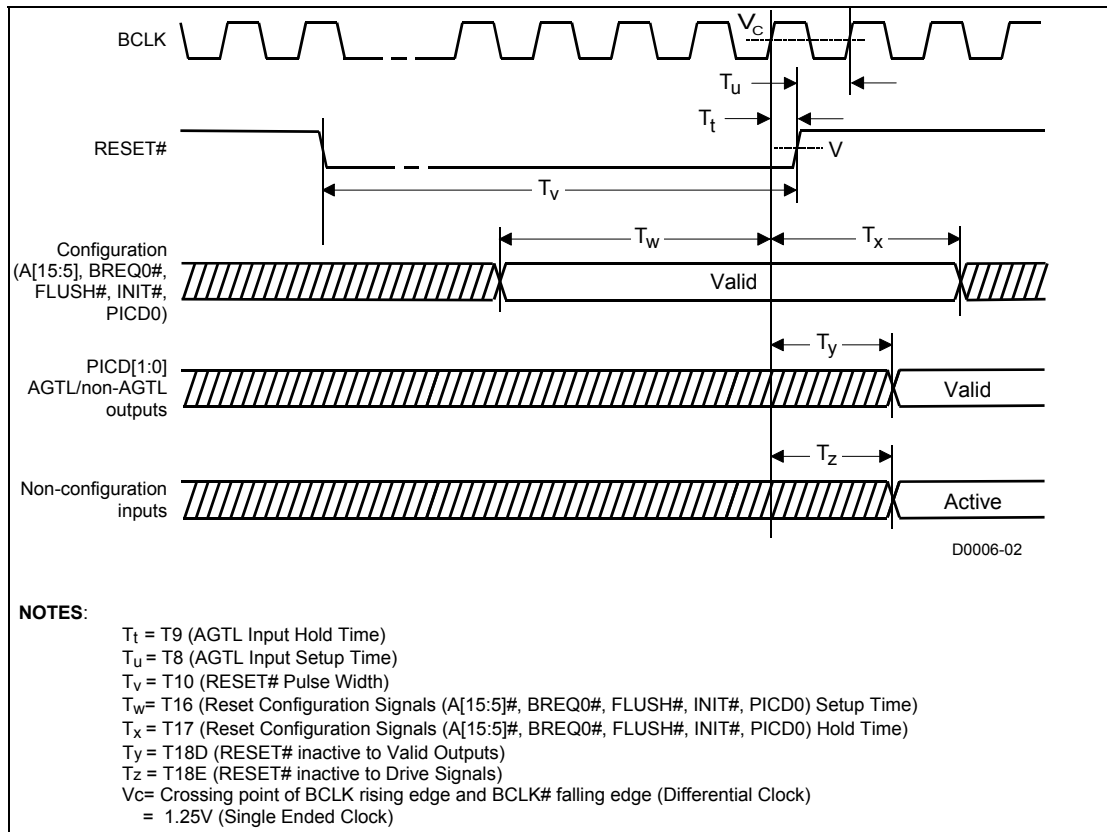 BCLK
V_C
T_u
T_t
RESET#
V
T_v
Configuration
(A[15:5], BREQ0#,
FLUSH#, INIT#,
PICD0)
T_w
T_x
Valid
PICD[1:0]
AGTL/non-AGTL
outputs
T_y
Valid
Non-configuration
inputs
T_z
Active
D0006-02
NOTES:
T_t = T9 (AGTL Input Hold Time)
T_u = T8 (AGTL Input Setup Time)
T_v = T10 (RESET# Pulse Width)
T_w= T16 (Reset Configuration Signals (A[15:5]#, BREQ0#, FLUSH#, INIT#, PICD0) Setup Time)
T_x = T17 (Reset Configuration Signals (A[15:5]#, BREQ0#, FLUSH#, INIT#, PICD0) Hold Time)
Ty = T18D (RESET# inactive to Valid Outputs)
Tz = T18E (RESET# inactive to Drive Signals)
Vc= Crossing point of BCLK rising edge and BCLK# falling edge (Differential Clock)
= 1.25V (Single Ended Clock)